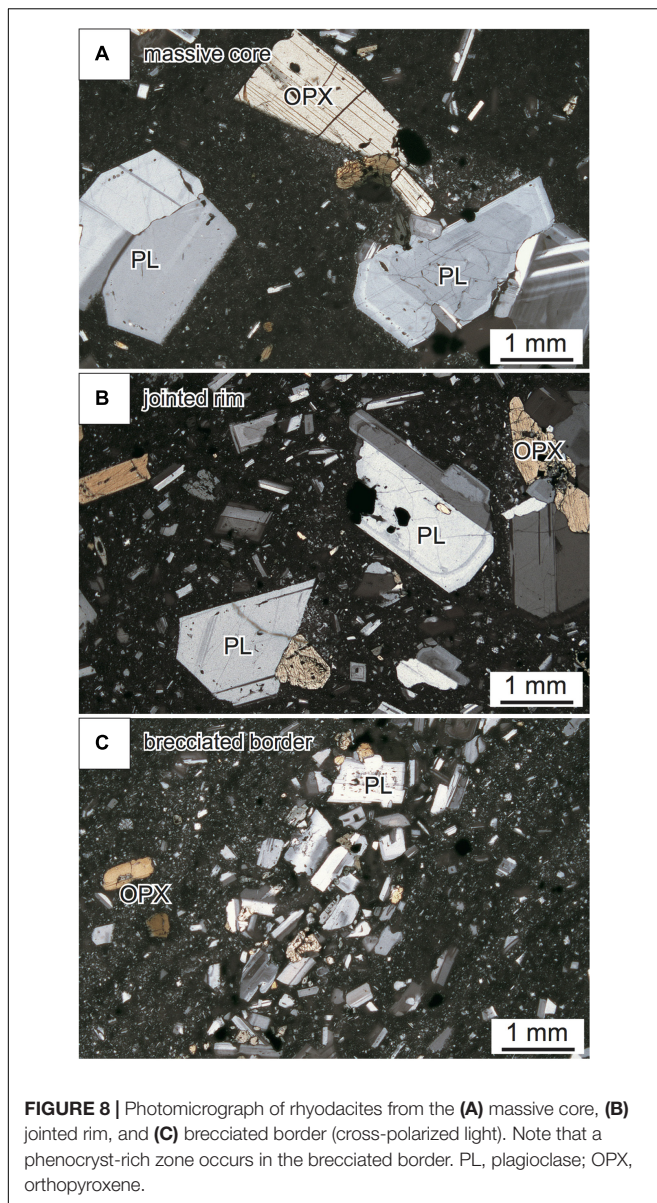 A massive core
OPX
PL
PL
1 mm
B jointed rim
OPX
PL
PL
1 mm
C brecciated border
PL
OPX
1 mm
FIGURE 8 | Photomicrograph of rhyodacites from the (A) massive core, (B)
jointed rim, and (C) brecciated border (cross-polarized light). Note that a
phenocryst-rich zone occurs in the brecciated border. PL, plagioclase; OPX,
orthopyroxene.